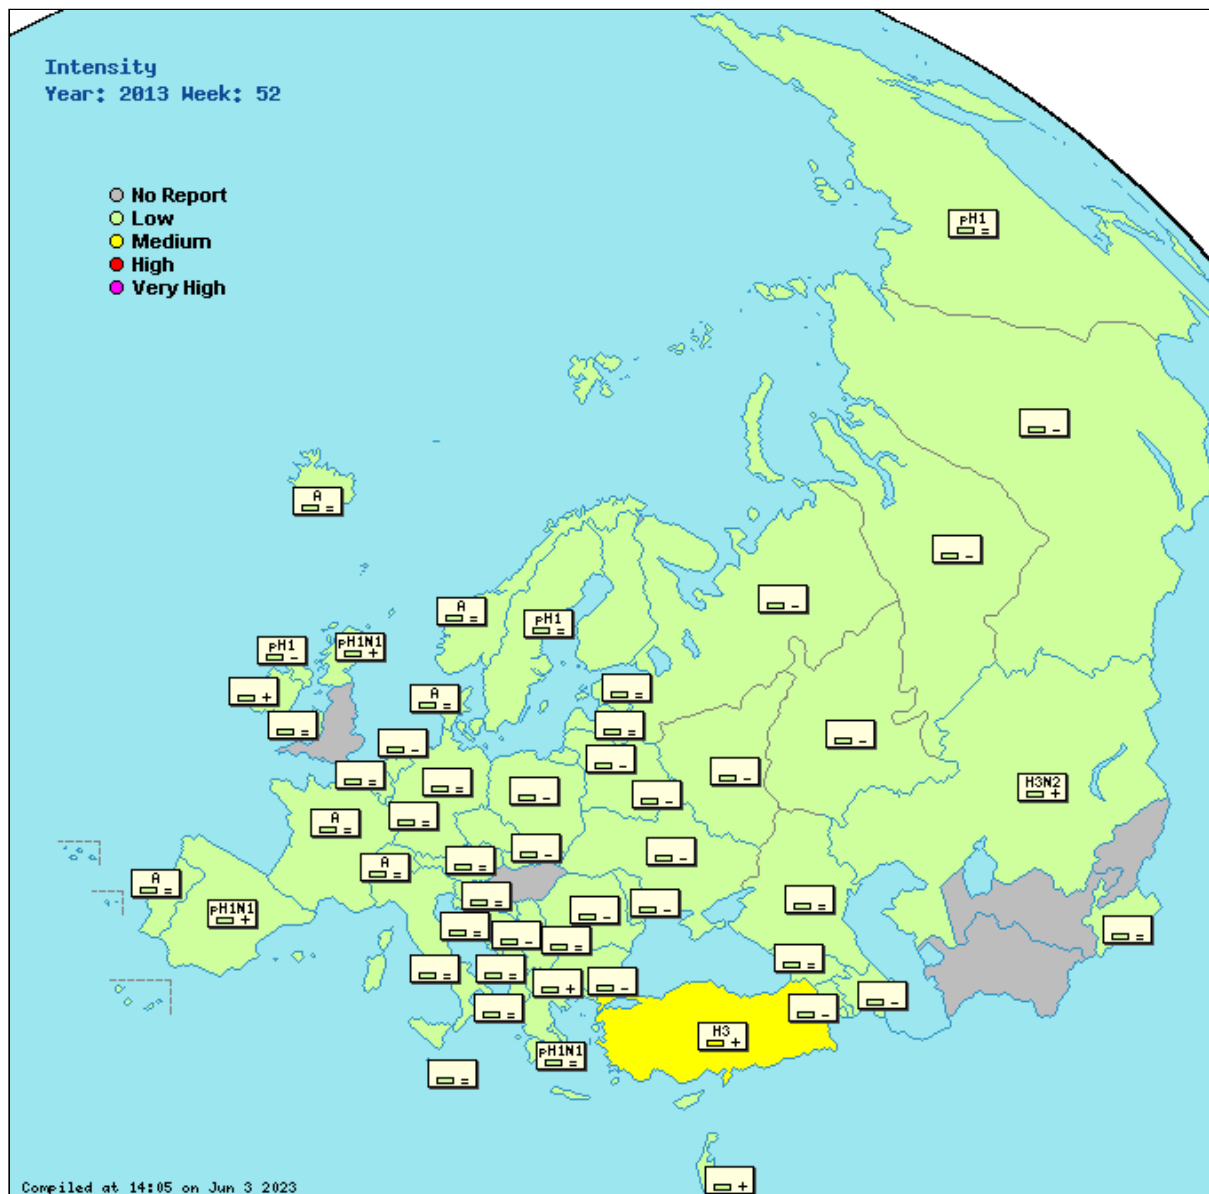 Intensity
Year: 2013 Week: 52
No Report
Low
Medium
High
Very High
pH1
=
-
-
A
=
-
A
=
pH1
=
pH1
-
pH1N1
+
+
=
A
=
=
=
-
-
-
=
=
-
-
-
H3N2
+
A
=
=
-
-
=
A
=
A
=
pH1N1
+
=
-
-
=
=
=
-
=
=
=
=
+
-
=
-
-
=
H3
+
pH1N1
=
=
+
Compiled at 14:05 on Jun 3 2023